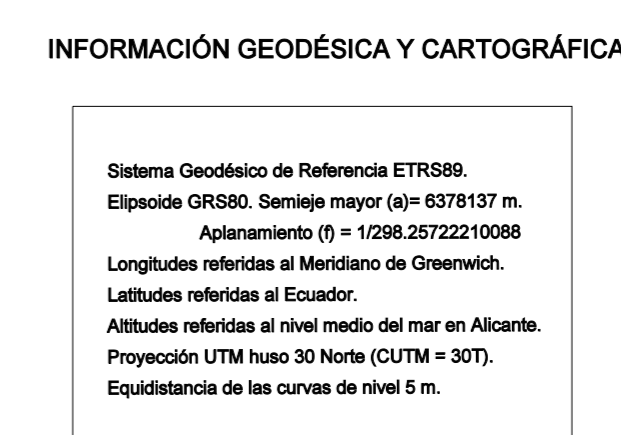 INFORMACIÓN GEODÉSICA Y CARTOGRÁFICA
Sistema Geodésico de Referencia ETRS89.
Elipsoide GRS80. Semieje mayor (a)= 6378137 m.
Aplanamiento (f) = 1/298.25722210088
Longitudes referidas al Meridiano de Greenwich.
Latitudes referidas al Ecuador.
Altitudes referidas al nivel medio del mar en Alicante.
Proyección UTM huso 30 Norte (CUTM = 30T).
Equidistancia de las curvas de nivel 5 m.